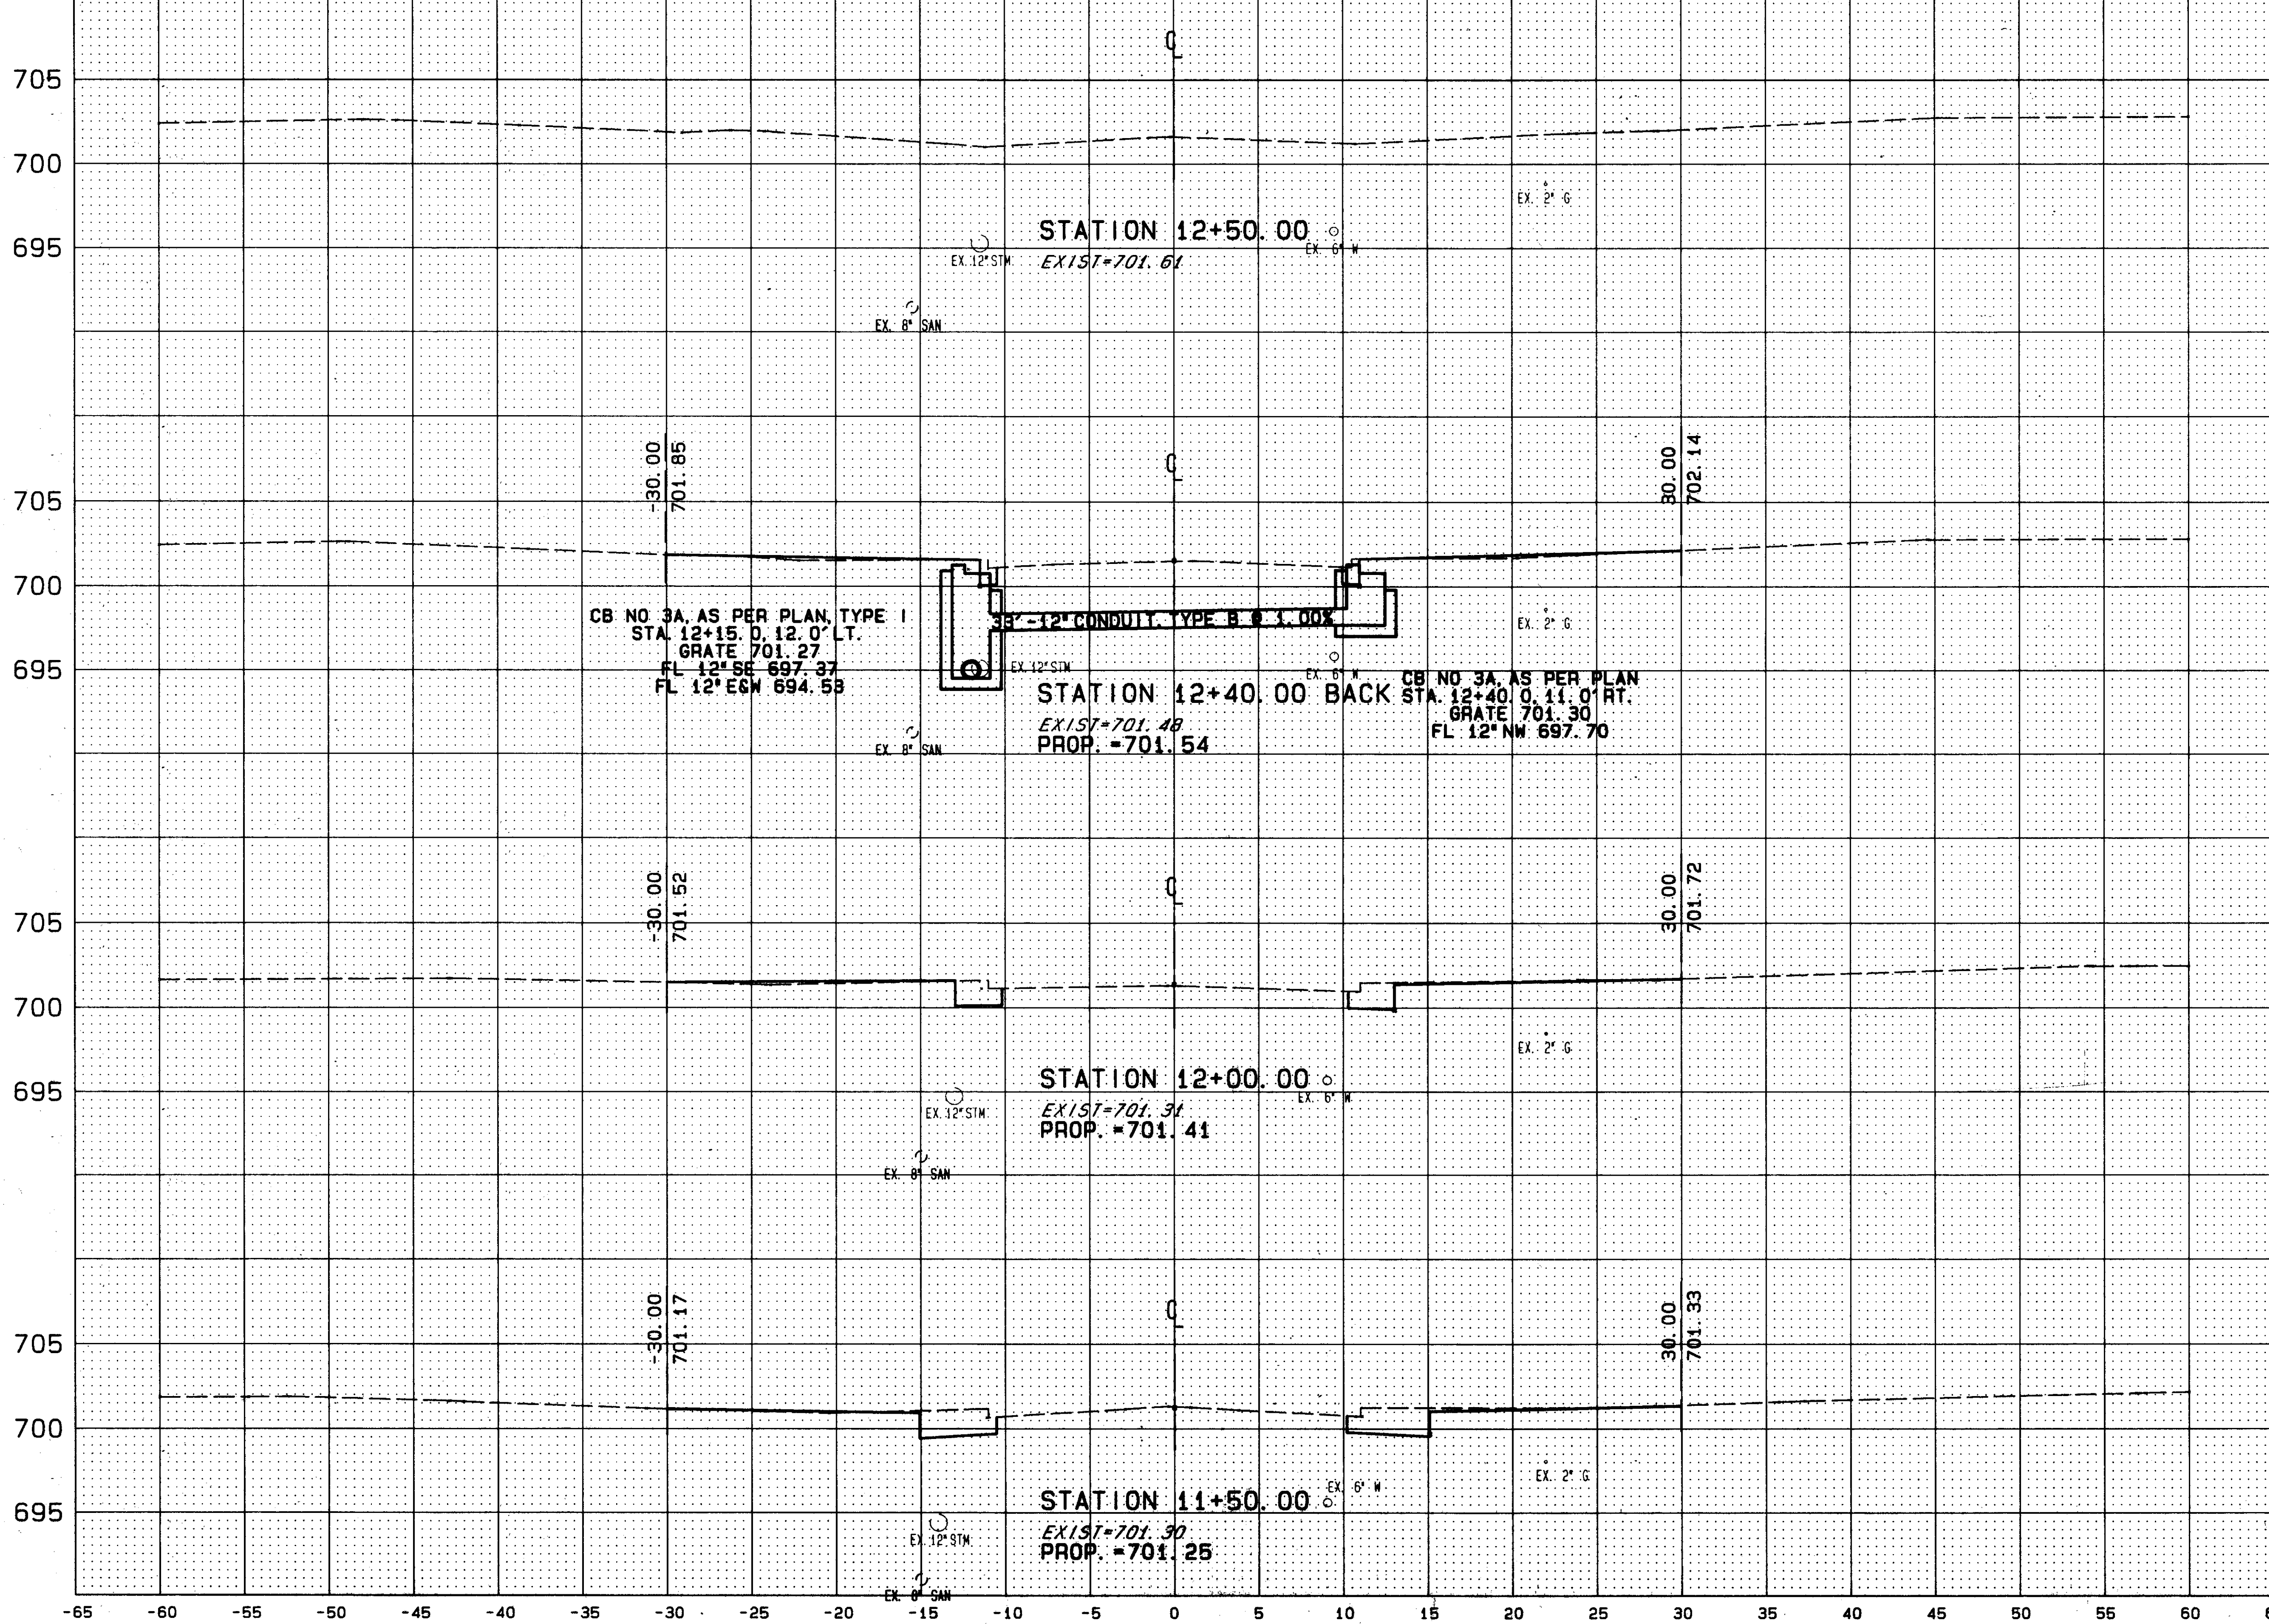 705
700
695
EX. 2" G
STATION 12+50.00
EX. 6" W
EX. 12" STM
EXIST=701.61
EX. 8" SAN
-30.00
701.85
30.00
702.14
705
700
695
CB NO 3A, AS PER PLAN, TYPE 1
STA. 12+15.0, 12.0' LT.
GRATE 701.27
FL 12" SE 697.37
FL 12" E&W 694.53
33'-12" CONDUIT, TYPE B @ 1.00%
EX. 2" G
EX. 12" STM
EX. 6" W
STATION 12+40.00 BACK
EXIST=701.48
PROP. =701.54
CB NO 3A, AS PER PLAN
STA. 12+40.0, 11.0' RT.
GRATE 701.30
FL 12" NW 697.70
EX. 8" SAN
-30.00
701.52
30.00
701.72
705
700
695
EX. 2" G
STATION 12+00.00
EX. 6" W
EX. 12" STM
EXIST=701.31
PROP. =701.41
EX. 8" SAN
-30.00
701.17
30.00
701.33
705
700
695
EX. 2" G
EX. 6" W
STATION 11+50.00
EX. 12" STM
EXIST=701.30
PROP. =701.25
EX. 8" SAN
-65 -60 -55 -50 -45 -40 -35 -30 -25 -20 -15 -10 -5 0 5 10 15 20 25 30 35 40 45 50 55 60